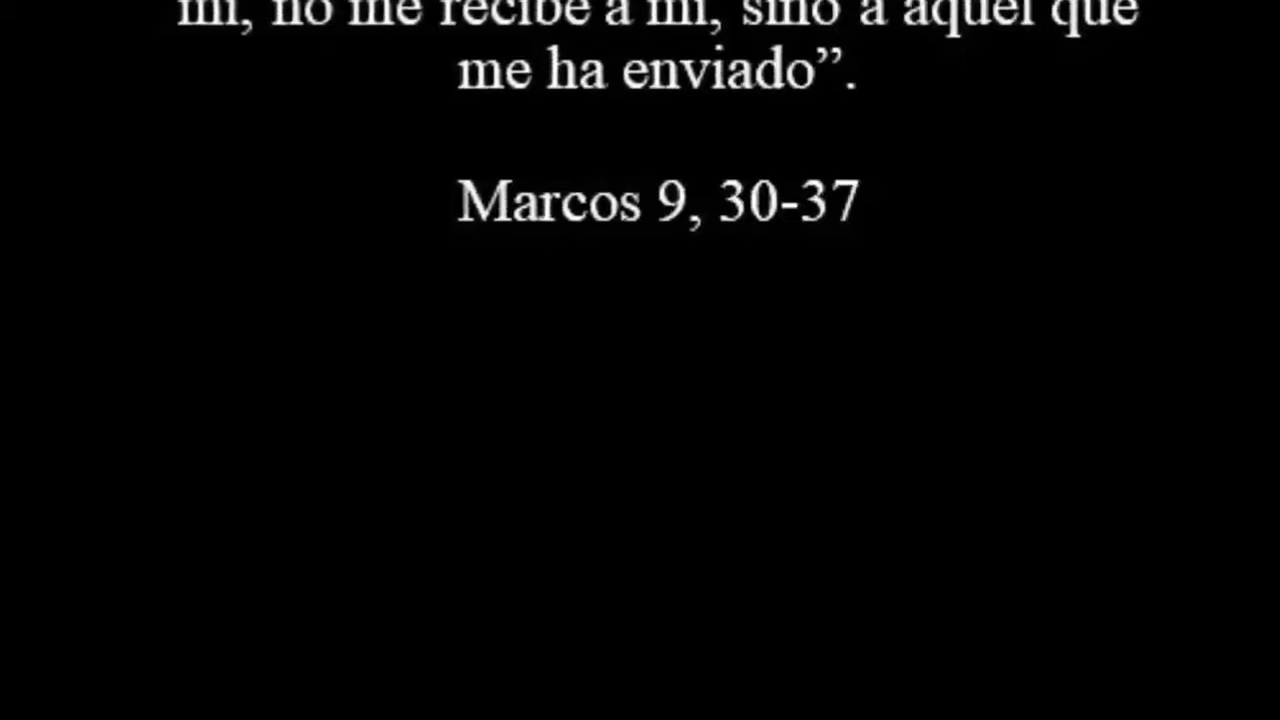 mí, no me recibe a mí, sino a aquel que
me ha enviado”.
Marcos 9, 30-37